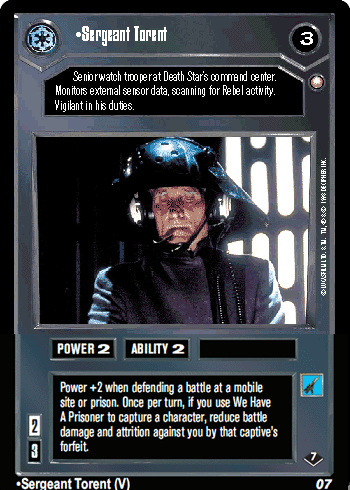 •Sergeant Torent
3
Senior watch trooper at Death Star's command center.
Monitors external sensor data, scanning for Rebel activity.
Vigilant in his duties.
POWER 2 ABILITY 2
Power +2 when defending a battle at a mobile
site or prison. Once per turn, if you use We Have
A Prisoner to capture a character, reduce battle
damage and attrition against you by that captive's
forfeit.
2
3
7
•Sergeant Torent (V) 07